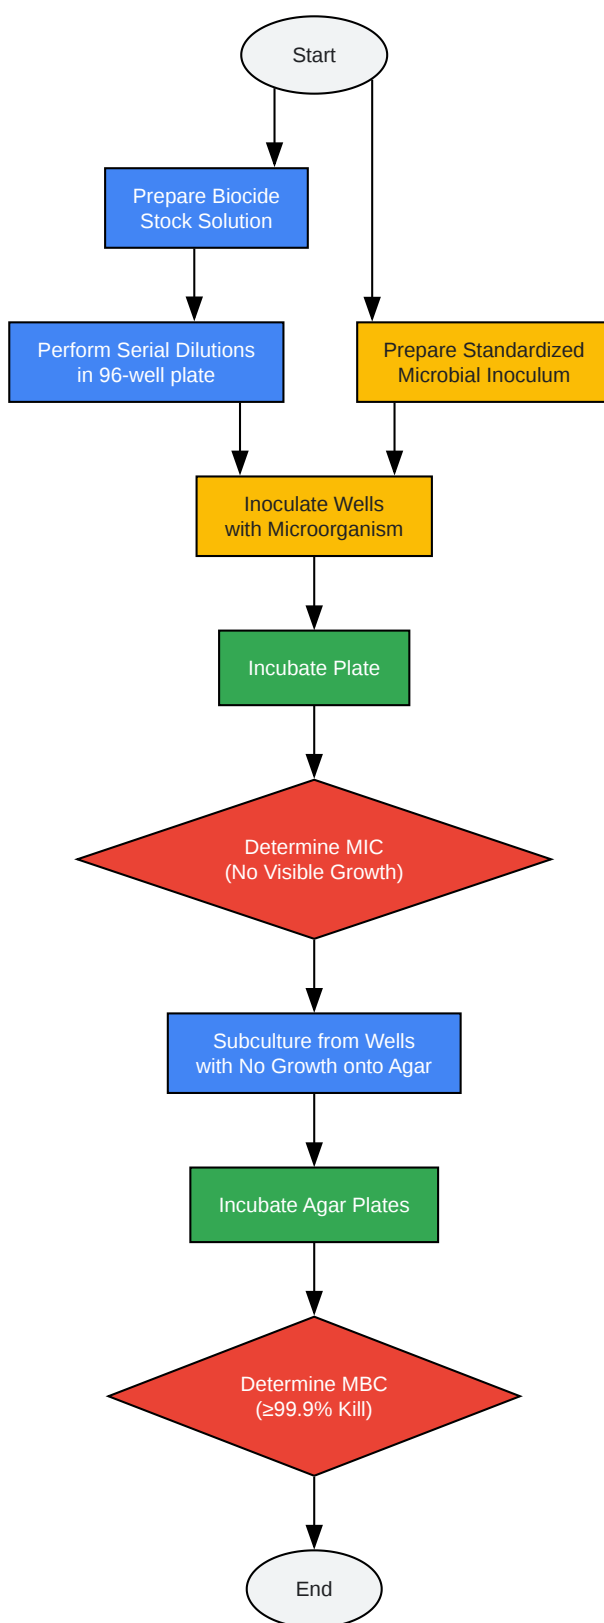 Start
Prepare Biocide
Stock Solution
Perform Serial Dilutions
in 96-well plate
Prepare Standardized
Microbial Inoculum
Inoculate Wells
with Microorganism
Incubate Plate
Determine MIC
(No Visible Growth)
Subculture from Wells
with No Growth onto Agar
Incubate Agar Plates
Determine MBC
(≥99.9% Kill)
End